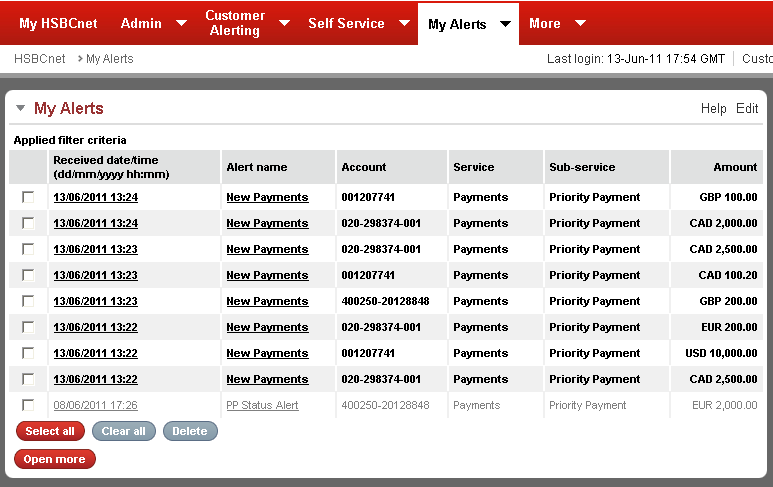 My HSBCnet Admin Customer Alerting Self Service My Alerts More
HSBCnet My Alerts Last login: 13-Jun-11 17:54 GMT
My Alerts Help Edit
Applied filter criteria
Received date/time (dd/mm/yyyy hh:mm) Alert name Account Service Sub-service Amount
13/06/2011 13:24 New Payments 001207741 Payments Priority Payment GBP 100.00
13/06/2011 13:24 New Payments 020-298374-001 Payments Priority Payment CAD 2,000.00
13/06/2011 13:23 New Payments 020-298374-001 Payments Priority Payment CAD 2,500.00
13/06/2011 13:23 New Payments 001207741 Payments Priority Payment CAD 100.20
13/06/2011 13:23 New Payments 400250-20128848 Payments Priority Payment GBP 200.00
13/06/2011 13:22 New Payments 020-298374-001 Payments Priority Payment EUR 200.00
13/06/2011 13:22 New Payments 001207741 Payments Priority Payment USD 10,000.00
13/06/2011 13:22 New Payments 020-298374-001 Payments Priority Payment CAD 2,500.00
08/06/2011 17:26 PP Status Alert 400250-20128848 Payments Priority Payment EUR 2,000.00
Select all Clear all Delete
Open more